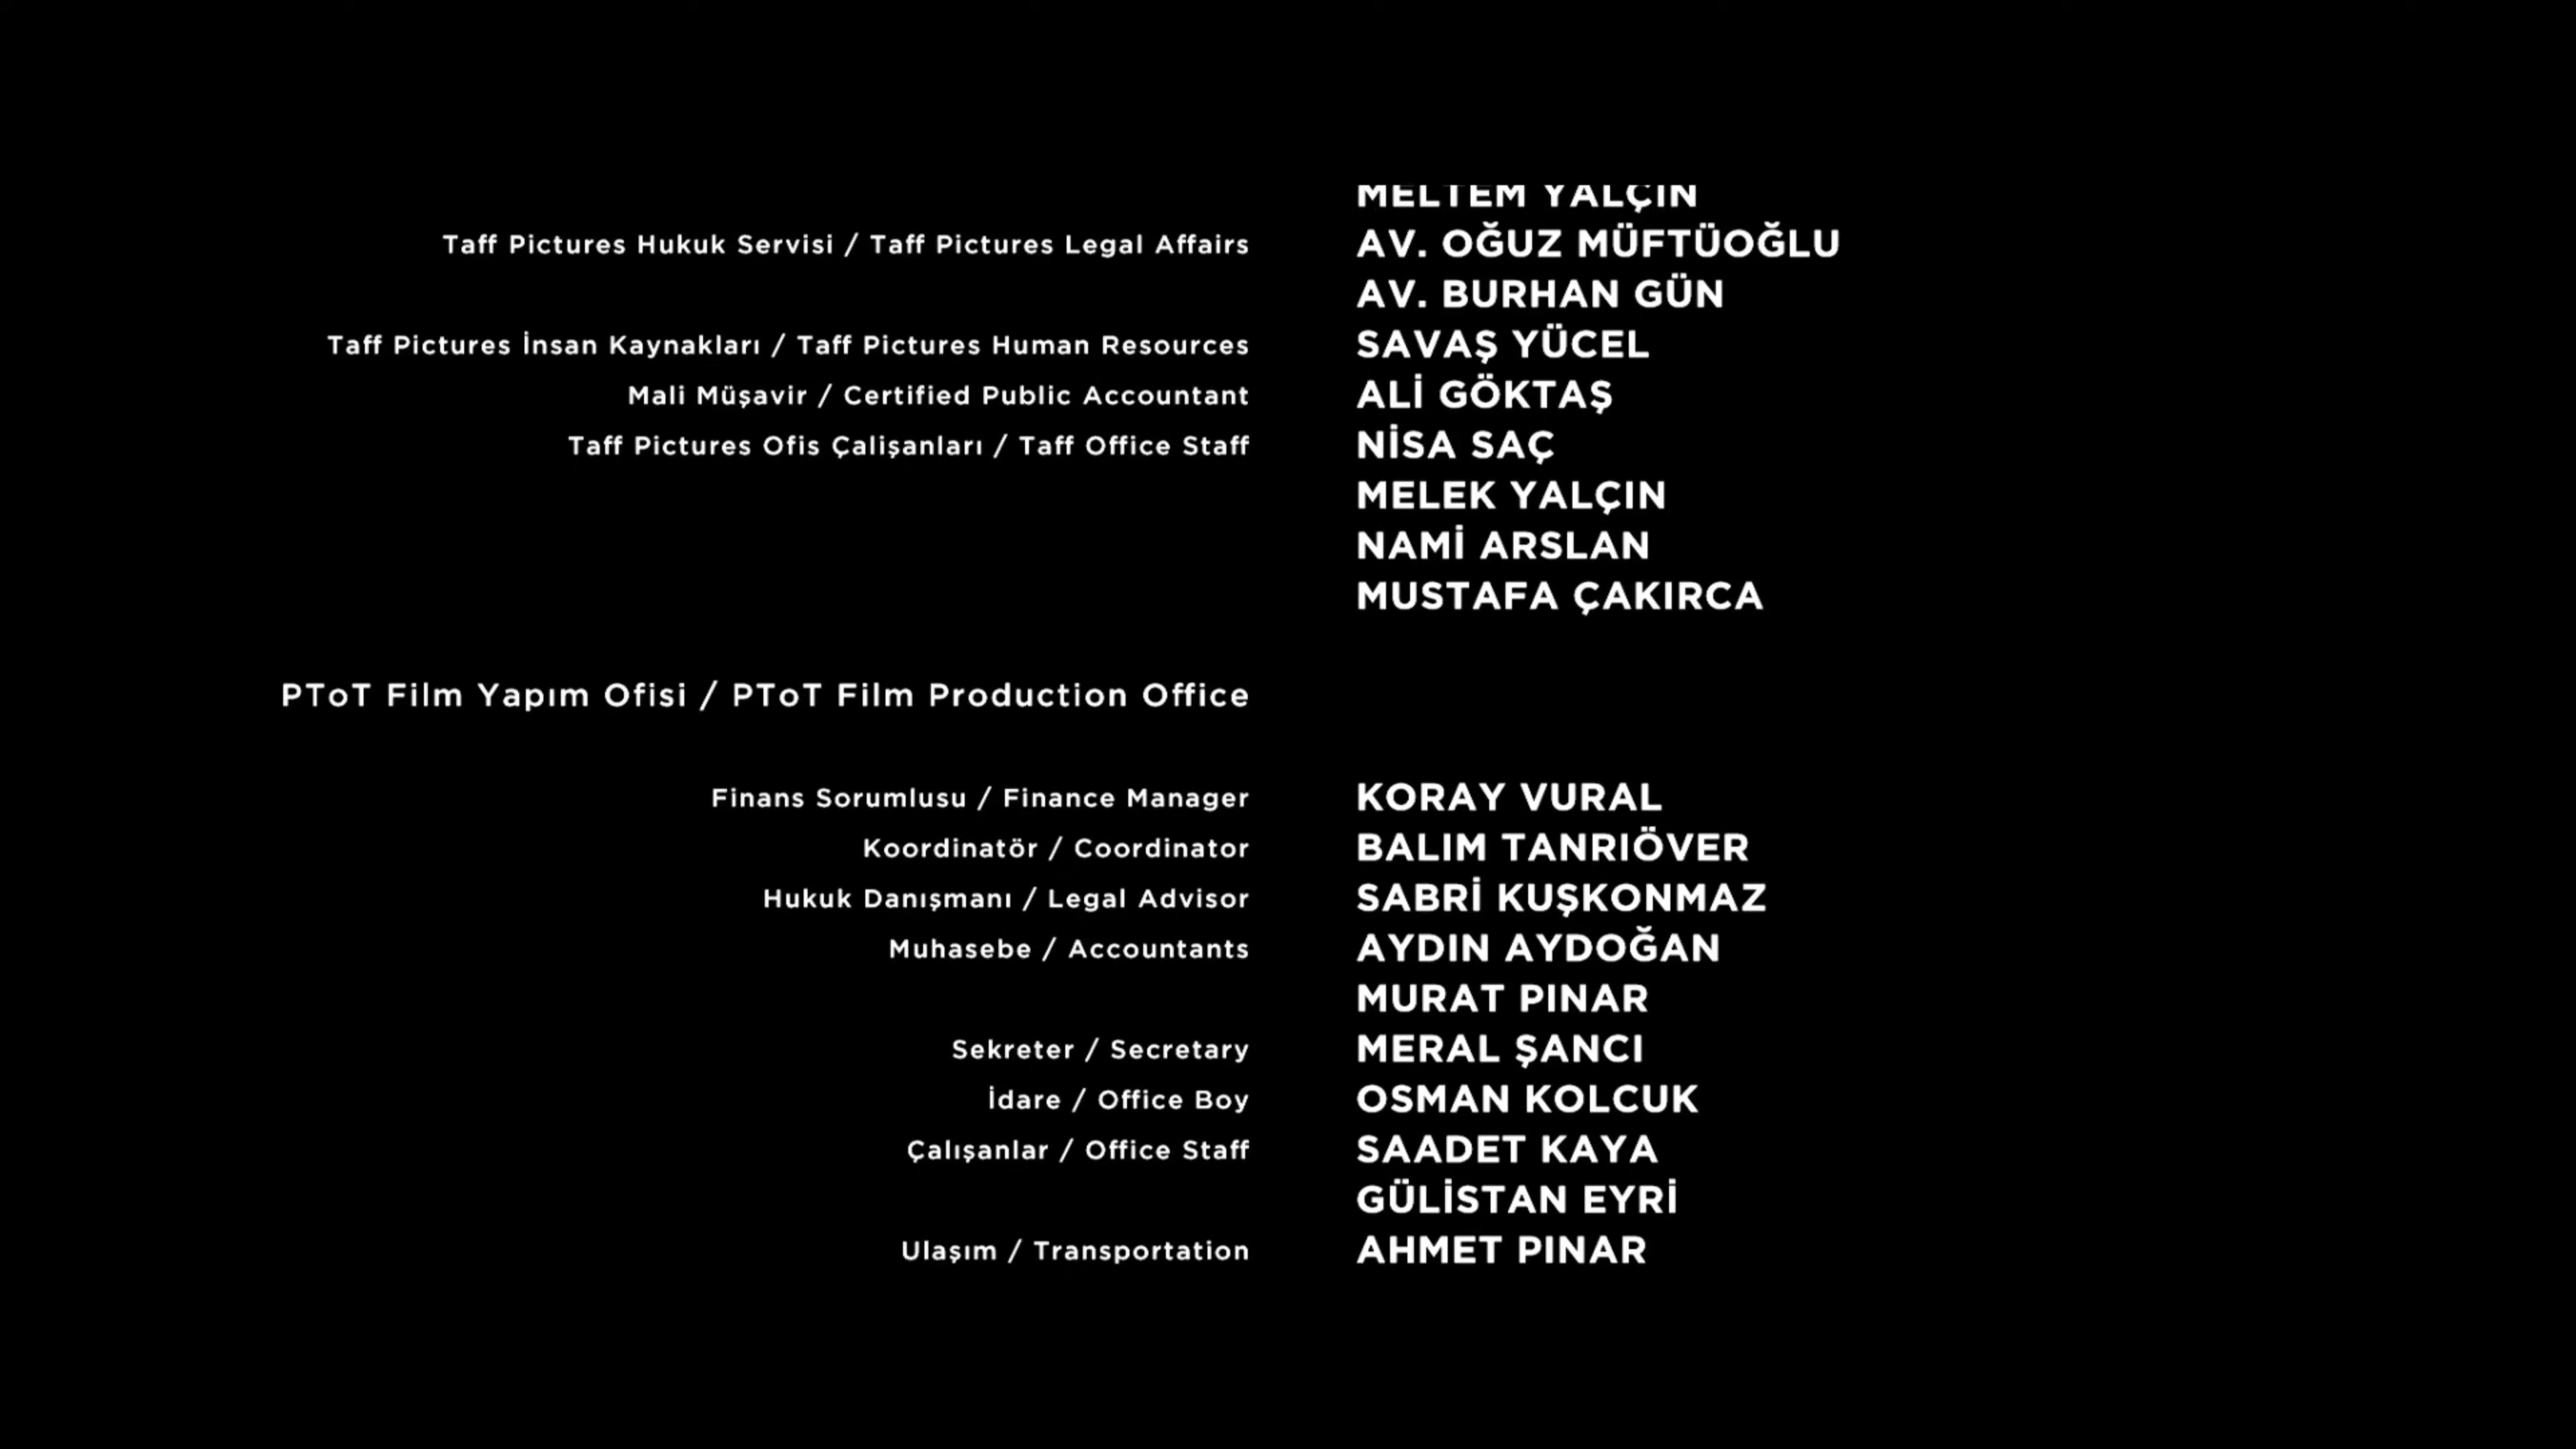 MELTEM YALÇIN
Taff Pictures Hukuk Servisi / Taff Pictures Legal Affairs AV. OĞUZ MÜFTÜOĞLU
AV. BURHAN GÜN
Taff Pictures İnsan Kaynakları / Taff Pictures Human Resources SAVAŞ YÜCEL
Mali Müşavir / Certified Public Accountant ALİ GÖKTAŞ
Taff Pictures Ofis Çalişanları / Taff Office Staff NİSA SAÇ
MELEK YALÇIN
NAMİ ARSLAN
MUSTAFA ÇAKIRCA
PToT Film Yapım Ofisi / PToT Film Production Office
Finans Sorumlusu / Finance Manager KORAY VURAL
Koordinatör / Coordinator BALIM TANRIÖVER
Hukuk Danışmanı / Legal Advisor SABRİ KUŞKONMAZ
Muhasebe / Accountants AYDIN AYDOĞAN
MURAT PINAR
Sekreter / Secretary MERAL ŞANCI
İdare / Office Boy OSMAN KOLCUK
Çalışanlar / Office Staff SAADET KAYA
GÜLİSTAN EYRİ
Ulaşım / Transportation AHMET PINAR